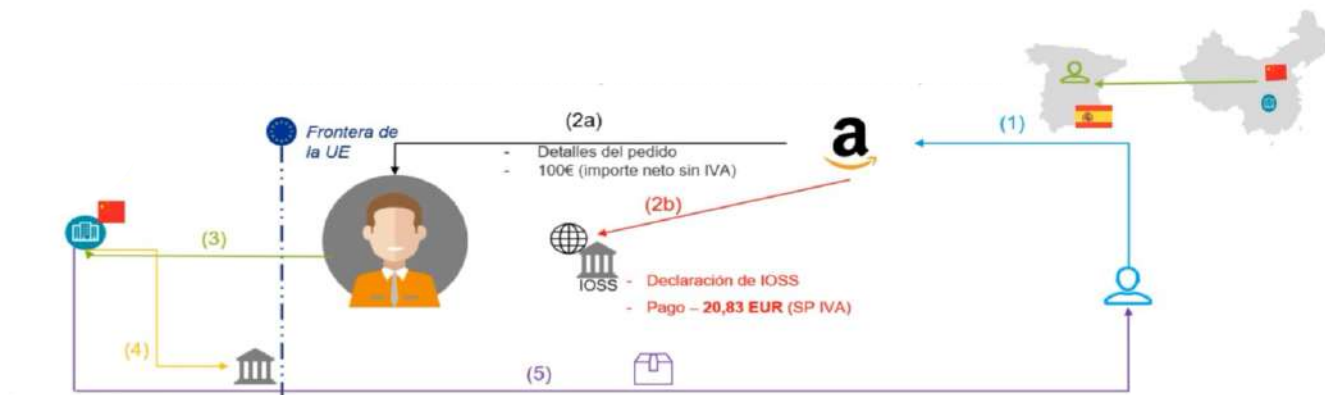 (1)
(2a)
Frontera de
la UE
- Detalles del pedido
- 100€ (importe neto sin IVA)
a
(2b)
(3)
IOSS
- Declaración de IOSS
- Pago – 20,83 EUR (SP IVA)
(4)
(5)